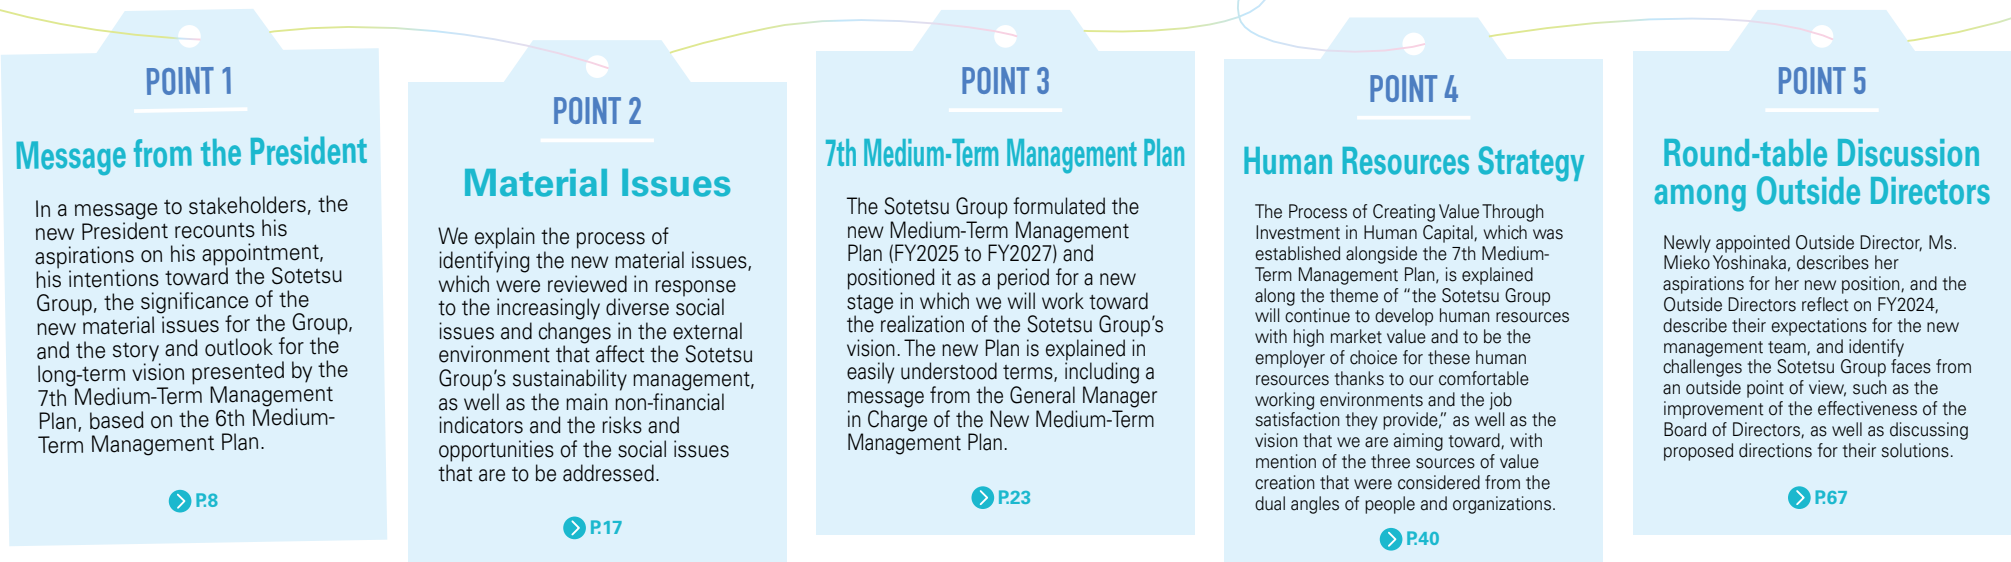 POINT 1
Message from the President
In a message to stakeholders, the
new President recounts his
aspirations on his appointment,
his intentions toward the Sotetsu
Group, the significance of the
new material issues for the Group,
and the story and outlook for the
long-term vision presented by the
7th Medium-Term Management
Plan, based on the 6th Medium-
Term Management Plan.
P.8
POINT 2
Material Issues
We explain the process of
identifying the new material issues,
which were reviewed in response
to the increasingly diverse social
issues and changes in the external
environment that affect the Sotetsu
Group's sustainability management,
as well as the main non-financial
indicators and the risks and
opportunities of the social issues
that are to be addressed.
P.17
POINT 3
7th Medium-Term Management Plan
The Sotetsu Group formulated the
new Medium-Term Management
Plan (FY2025 to FY2027) and
positioned it as a period for a new
stage in which we will work toward
the realization of the Sotetsu Group's
vision. The new Plan is explained in
easily understood terms, including a
message from the General Manager
in Charge of the New Medium-Term
Management Plan.
P.23
POINT 4
Human Resources Strategy
The Process of Creating Value Through
Investment in Human Capital, which was
established alongside the 7th Medium-
Term Management Plan, is explained
along the theme of "the Sotetsu Group
will continue to develop human resources
with high market value and to be the
employer of choice for these human
resources thanks to our comfortable
working environments and the job
satisfaction they provide," as well as the
vision that we are aiming toward, with
mention of the three sources of value
creation that were considered from the
dual angles of people and organizations.
P.40
POINT 5
Round-table Discussion
among Outside Directors
Newly appointed Outside Director, Ms.
Mieko Yoshinaka, describes her
aspirations for her new position, and the
Outside Directors reflect on FY2024,
describe their expectations for the new
management team, and identify
challenges the Sotetsu Group faces from
an outside point of view, such as the
improvement of the effectiveness of the
Board of Directors, as well as discussing
proposed directions for their solutions.
P.67